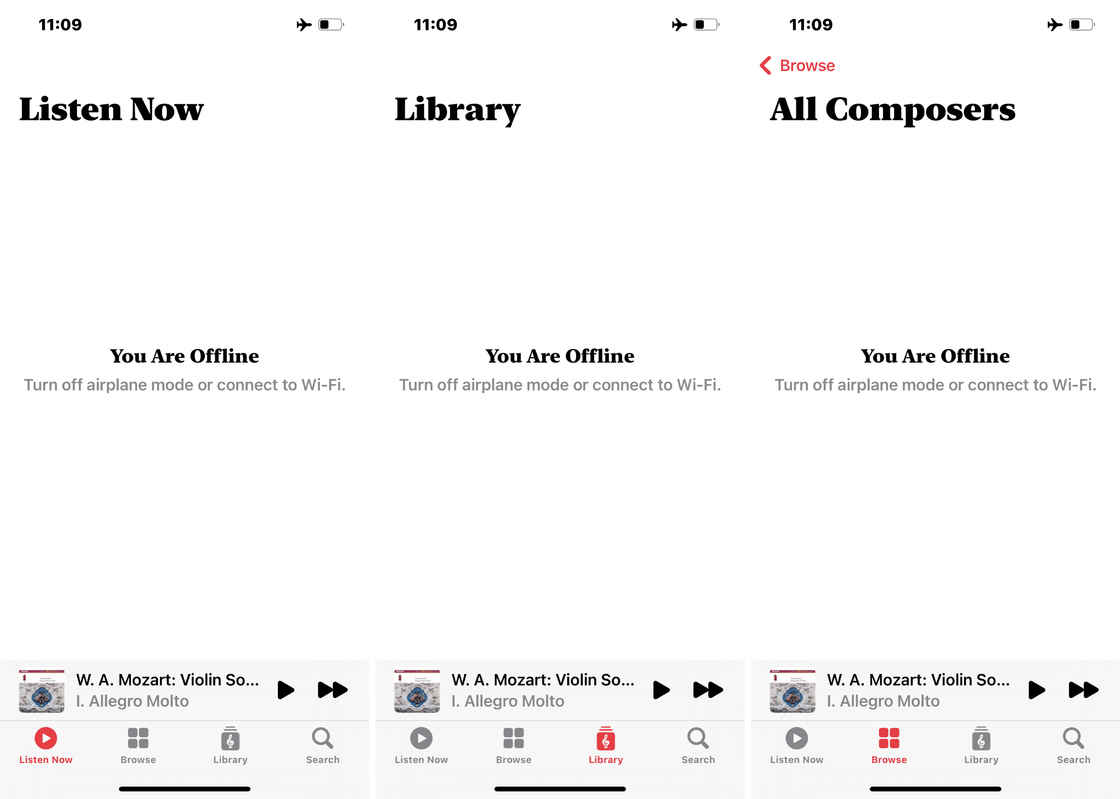 11:09
Listen Now
You Are Offline
Turn off airplane mode or connect to Wi-Fi.
W. A. Mozart: Violin So...
I. Allegro Molto
Listen Now
Browse
Library
Search
11:09
Library
You Are Offline
Turn off airplane mode or connect to Wi-Fi.
W. A. Mozart: Violin So...
I. Allegro Molto
Listen Now
Browse
Library
Search
11:09
Browse
All Composers
You Are Offline
Turn off airplane mode or connect to Wi-Fi.
W. A. Mozart: Violin So...
I. Allegro Molto
Listen Now
Browse
Library
Search